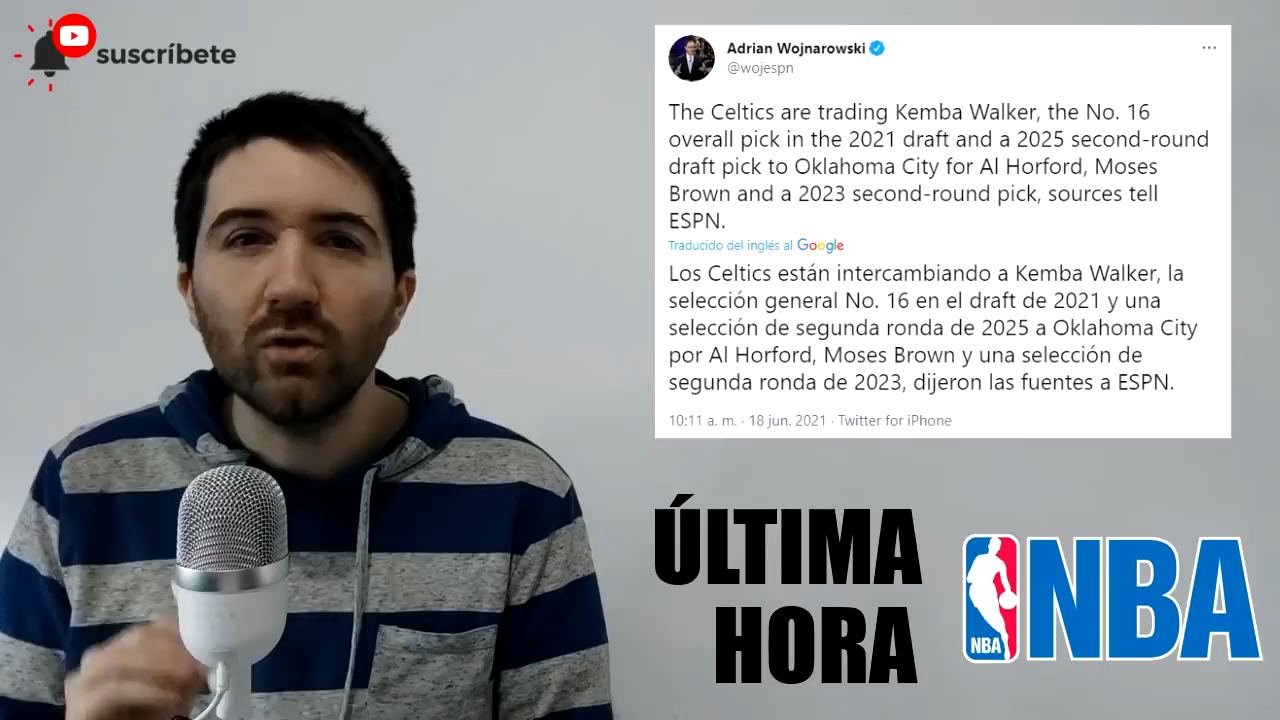 suscríbete
Adrian Wojnarowski
@wojespn
The Celtics are trading Kemba Walker, the No. 16
overall pick in the 2021 draft and a 2025 second-round
draft pick to Oklahoma City for Al Horford, Moses
Brown and a 2023 second-round pick, sources tell
ESPN.
Traducido del inglés al Google
Los Celtics están intercambiando a Kemba Walker, la
selección general No. 16 en el draft de 2021 y una
selección de segunda ronda de 2025 a Oklahoma City
por Al Horford, Moses Brown y una selección de
segunda ronda de 2023, dijeron las fuentes a ESPN.
10:11 a. m. · 18 jun. 2021 · Twitter for iPhone
ÚLTIMA
HORA
NBA
NBA